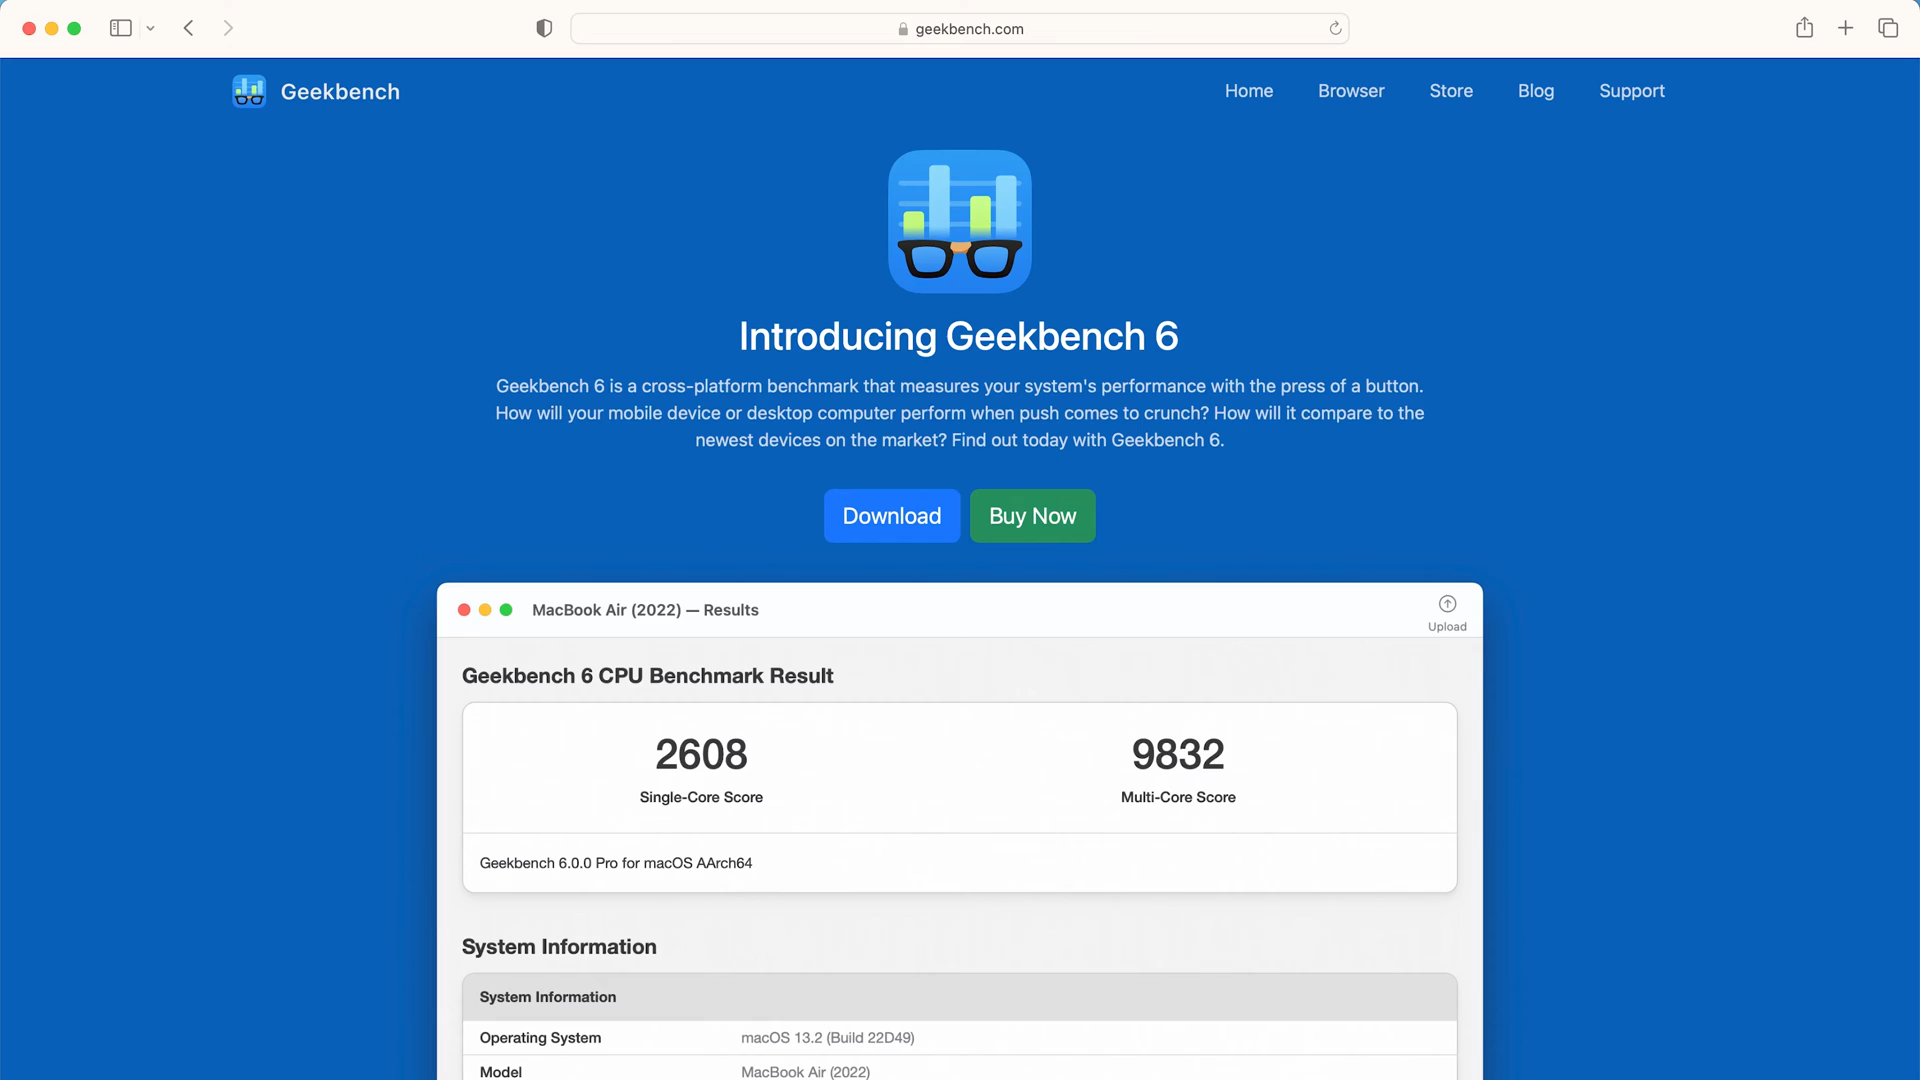 geekbench.com
Geekbench
Home
Browser
Store
Blog
Support
Introducing Geekbench 6
Geekbench 6 is a cross-platform benchmark that measures your system's performance with the press of a button.
How will your mobile device or desktop computer perform when push comes to crunch? How will it compare to the
newest devices on the market? Find out today with Geekbench 6.
Download
Buy Now
MacBook Air (2022) — Results
Upload
Geekbench 6 CPU Benchmark Result
2608
9832
Single-Core Score
Multi-Core Score
Geekbench 6.0.0 Pro for macOS AArch64
System Information
System Information
Operating System
macOS 13.2 (Build 22D49)
Model
MacBook Air (2022)